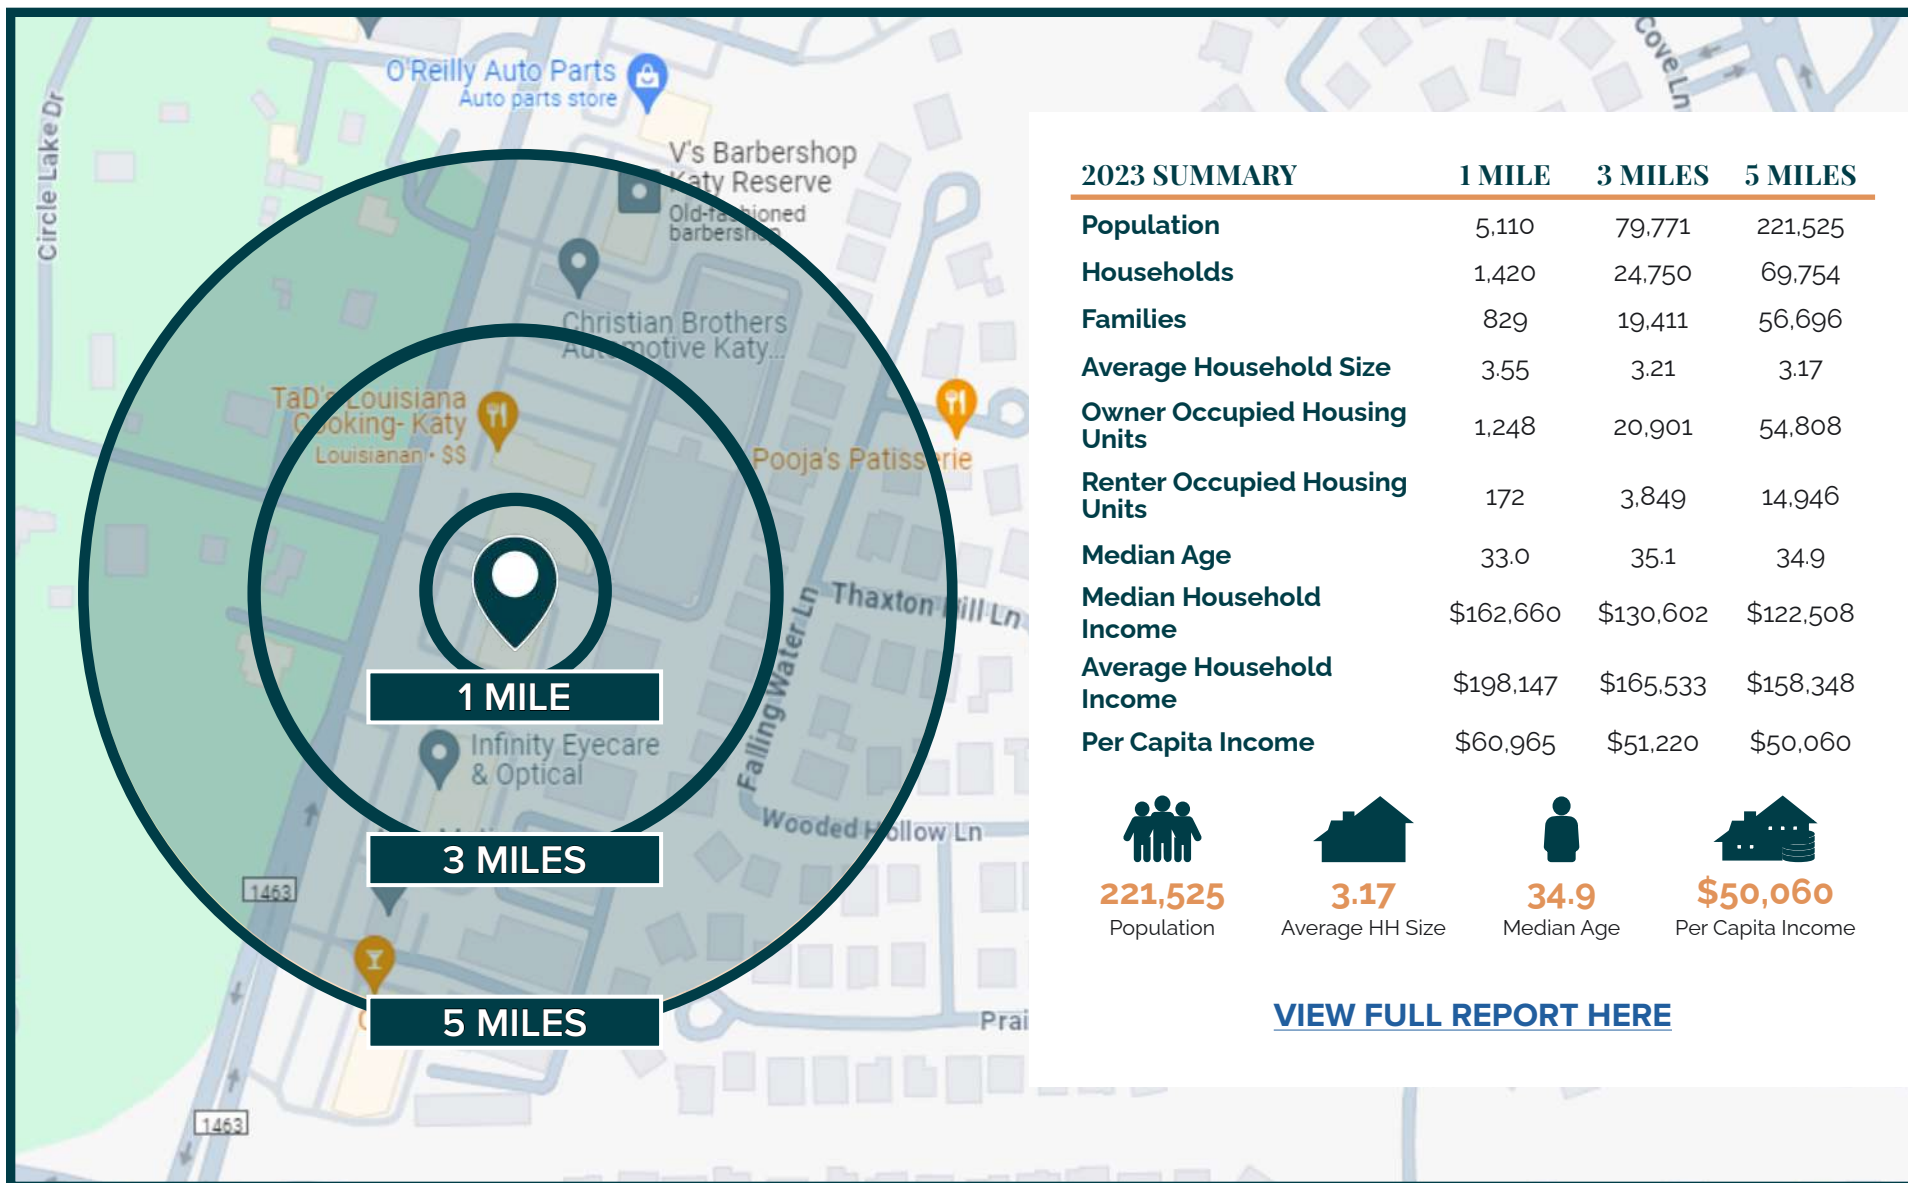 Circle Lake Dr
O'Reilly Auto Parts
Auto parts store
V's Barbershop
Katy Reserve
Old-fashioned
barbershop
Christian Brothers
Automotive Katy...
TaD's Louisiana
Cooking- Katy
Louisianan • $$
Pooja's Patisserie
Thaxton Hill Ln
Falling Water Ln
1 MILE
Infinity Eyecare
& Optical
Wooded Hollow Ln
3 MILES
1463
5 MILES
Prai
1463
Cove Ln
2023 SUMMARY 1 MILE 3 MILES 5 MILES
Population 5,110 79,771 221,525
Households 1,420 24,750 69,754
Families 829 19,411 56,696
Average Household Size 3.55 3.21 3.17
Owner Occupied Housing
Units 1,248 20,901 54,808
Renter Occupied Housing
Units 172 3,849 14,946
Median Age 33.0 35.1 34.9
Median Household
Income $162,660 $130,602 $122,508
Average Household
Income $198,147 $165,533 $158,348
Per Capita Income $60,965 $51,220 $50,060
221,525 3.17 34.9 $50,060
Population Average HH Size Median Age Per Capita Income
VIEW FULL REPORT HERE